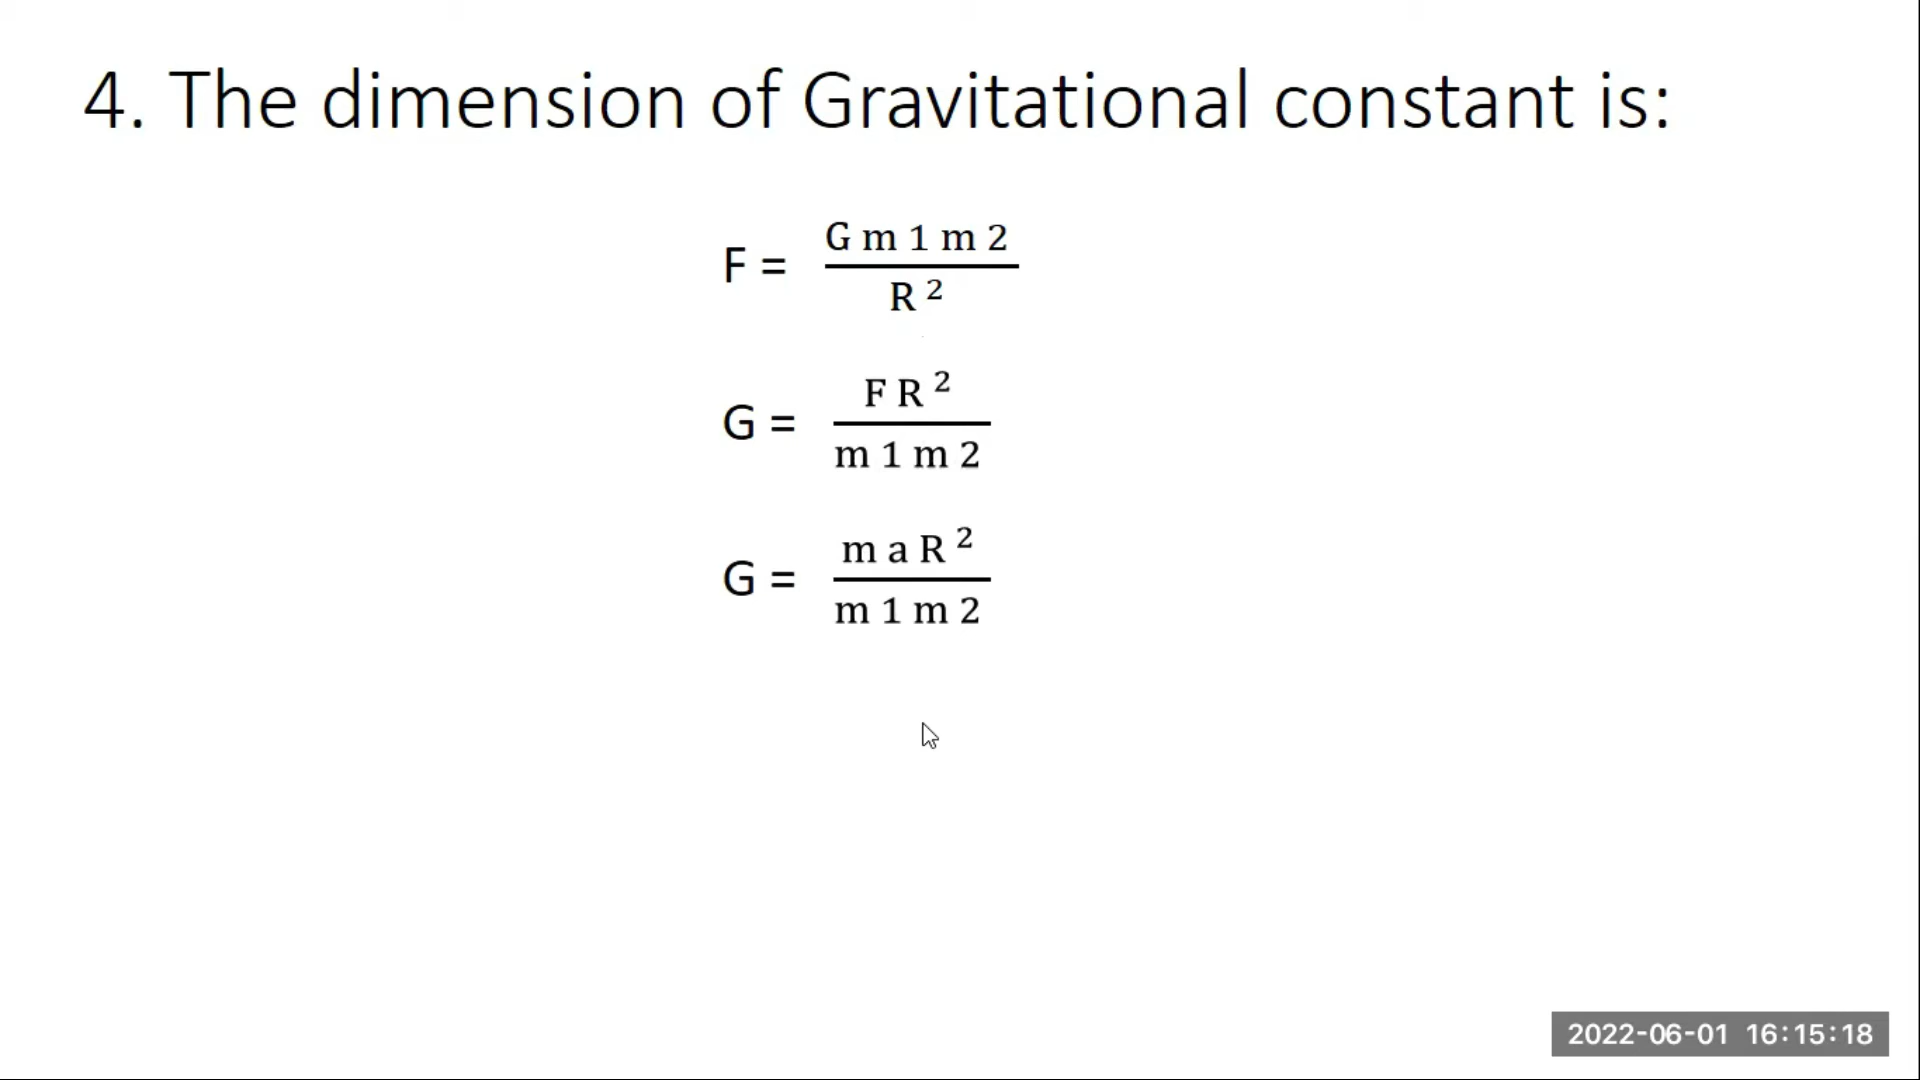 4. The dimension of Gravitational constant is:
F = G m 1 m 2 / R ²
G = F R ² / m 1 m 2
G = m a R ² / m 1 m 2
2022-06-01 16:15:18